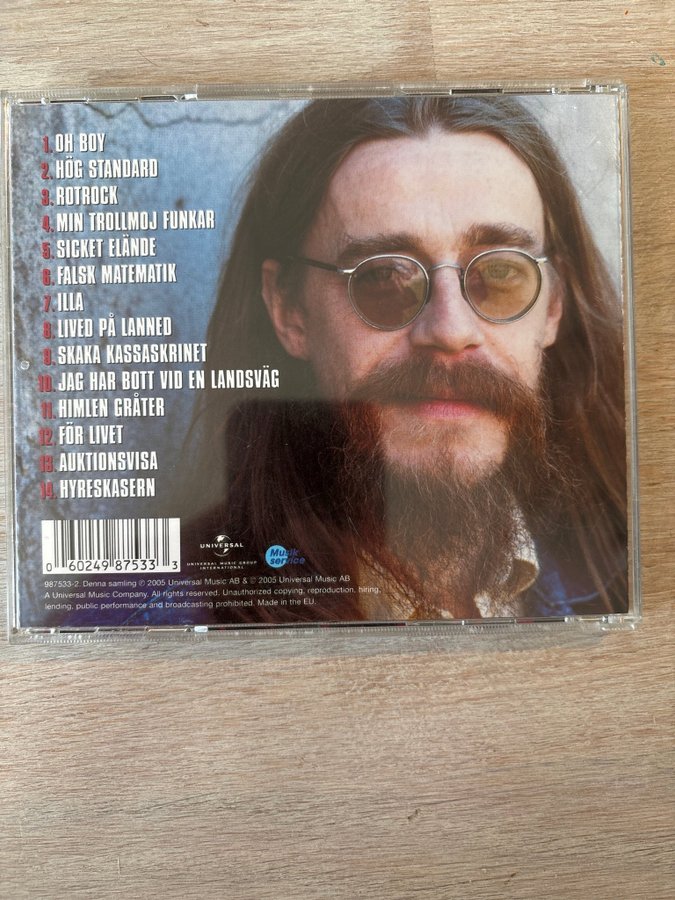 1. OH BOY
2. HÖG STANDARD
3. ROTROCK
4. MIN TROLLMOJ FUNKAR
5. SICKET ELÄNDE
6. FALSK MATEMATIK
7. ILLA
8. LIVED PÅ LANNED
9. SKAKA KASSASKRINET
10. JAG HAR BOTT VID EN LANDSVÄG
11. HIMLEN GRÅTER
12. FÖR LIVET
13. AUKTIONSVISA
14. HYRESKASERN
0 60249 87533 3
UNIVERSAL
UNIVERSAL MUSIC GROUP
INTERNATIONAL
Musik
service
987533-2. Denna samling ℗ 2005 Universal Music AB & © 2005 Universal Music AB
A Universal Music Company. All rights reserved. Unauthorized copying, reproduction, hiring,
lending, public performance and broadcasting prohibited. Made in the EU.